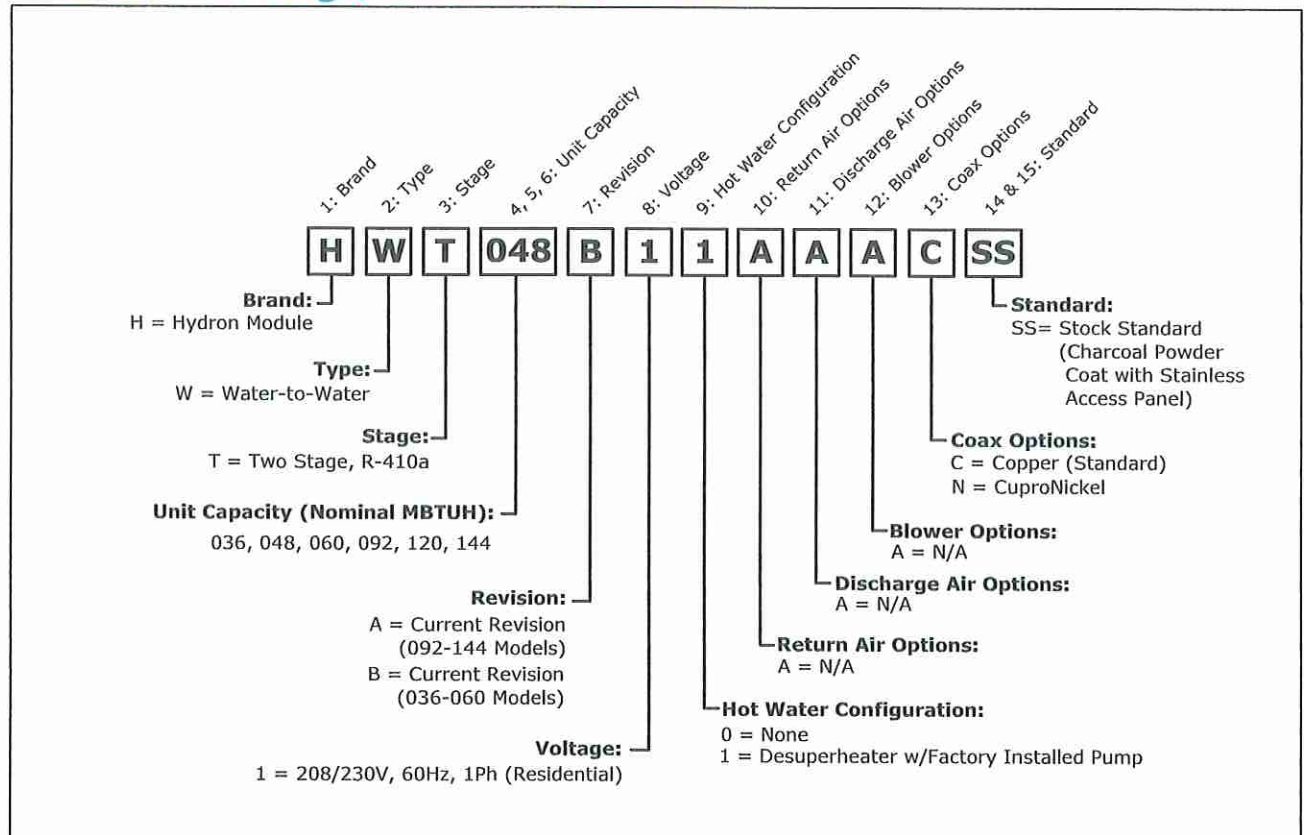 1: Brand
2: Type
3: Stage
4, 5, 6: Unit Capacity
7: Revision
8: Voltage
9: Hot Water Configuration
10: Return Air Options
11: Discharge Air Options
12: Blower Options
13: Coax Options
14 & 15: Standard
H W T 048 B 1 1 A A A C SS
Brand:
H = Hydron Module
Type:
W = Water-to-Water
Stage:
T = Two Stage, R-410a
Unit Capacity (Nominal MBTUH):
036, 048, 060, 092, 120, 144
Revision:
A = Current Revision
(092-144 Models)
B = Current Revision
(036-060 Models)
Voltage:
1 = 208/230V, 60Hz, 1Ph (Residential)
Standard:
SS= Stock Standard
(Charcoal Powder
Coat with Stainless
Access Panel)
Coax Options:
C = Copper (Standard)
N = CuproNickel
Blower Options:
A = N/A
Discharge Air Options:
A = N/A
Return Air Options:
A = N/A
Hot Water Configuration:
0 = None
1 = Desuperheater w/Factory Installed Pump